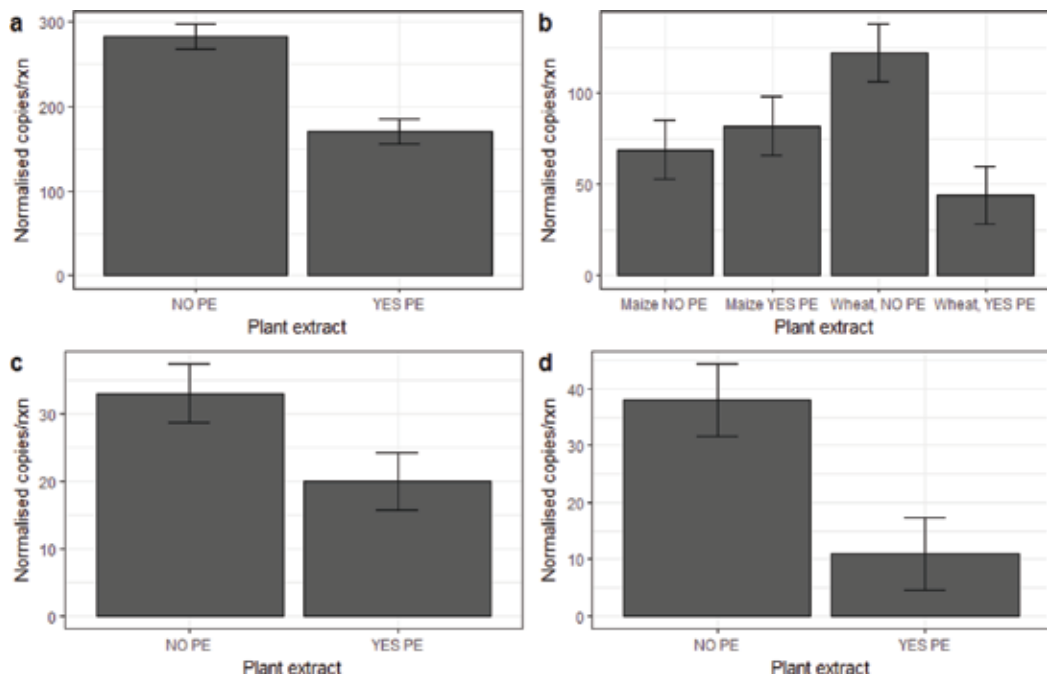 a
Normalised copies/rxn
300
200
100
0
NO PE YES PE
Plant extract
b
Normalised copies/rxn
100
50
0
Maize NO PE Maize YES PE Wheat, NO PE Wheat, YES PE
Plant extract
c
Normalised copies/rxn
30
20
10
0
NO PE YES PE
Plant extract
d
Normalised copies/rxn
40
30
20
10
0
NO PE YES PE
Plant extract